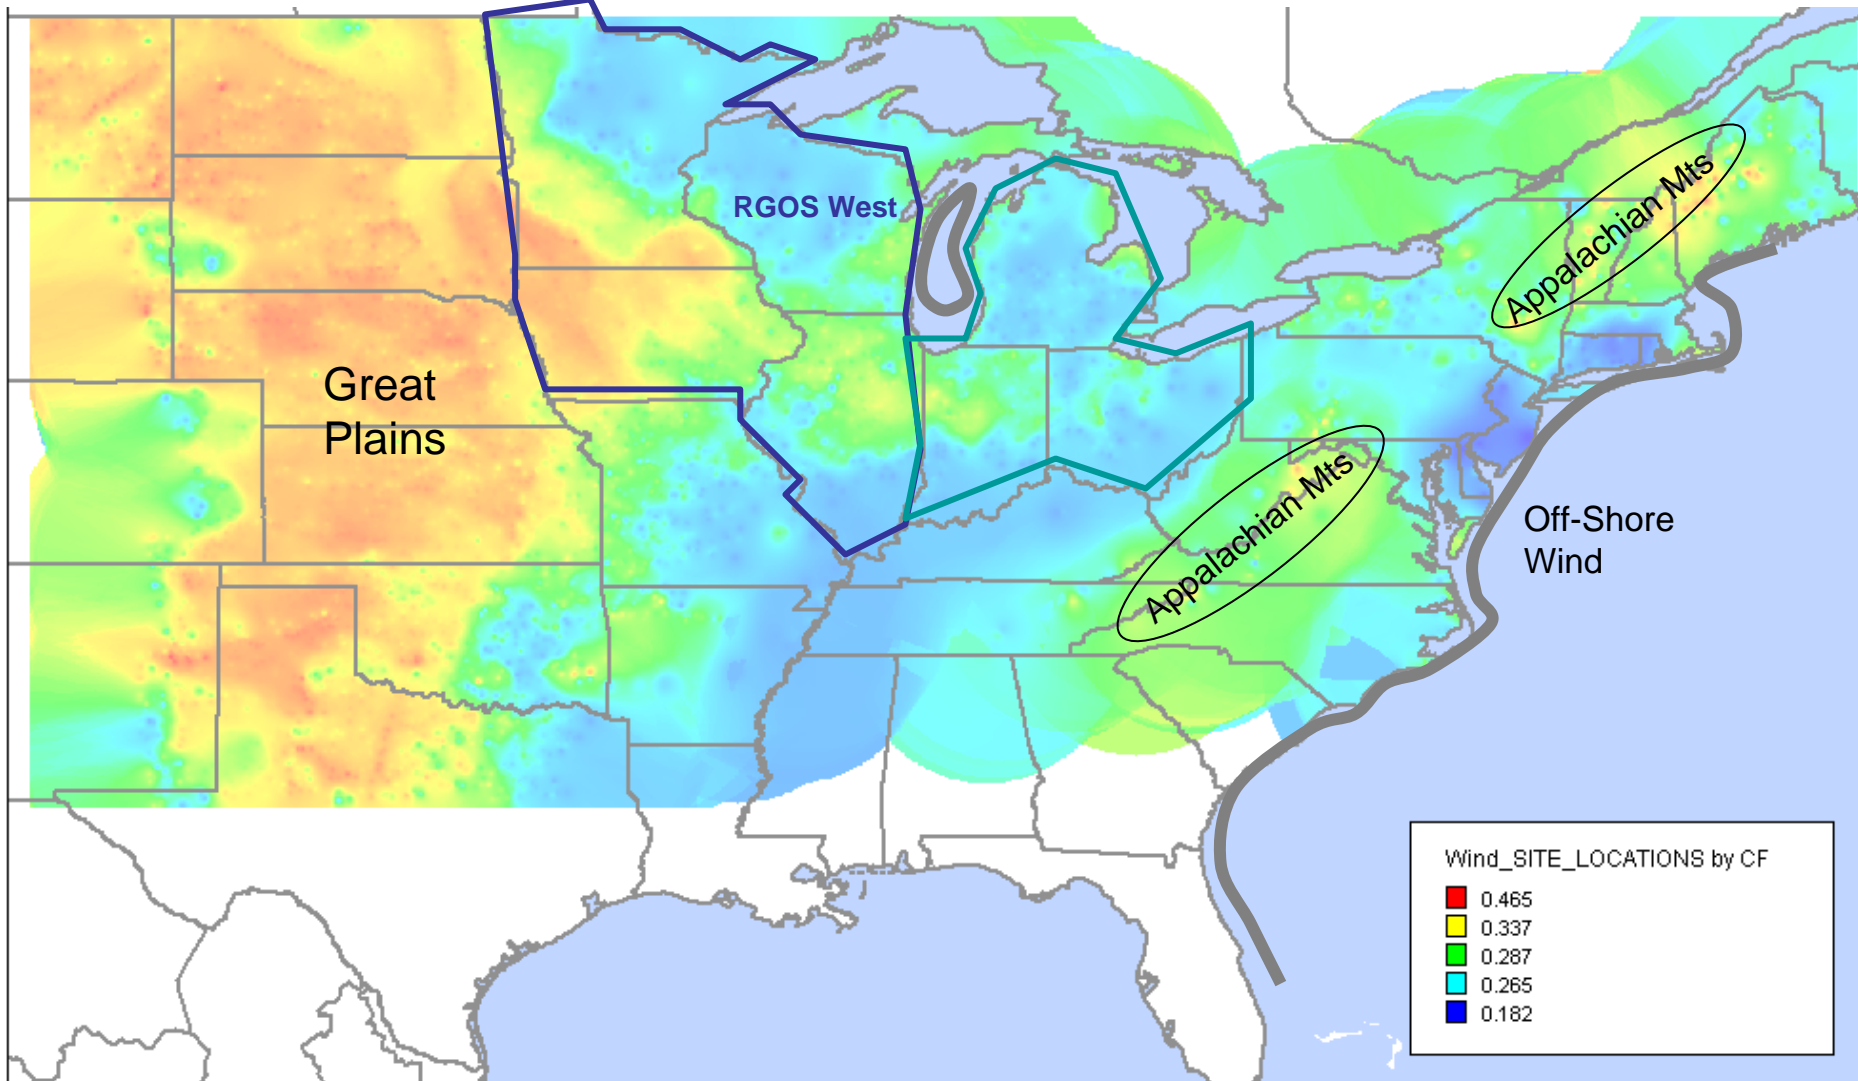 RGOS West
Appalachian Mts
Great
Plains
Appalachian Mts
Off-Shore
Wind
Wind_SITE_LOCATIONS by CF
0.465
0.337
0.287
0.265
0.182